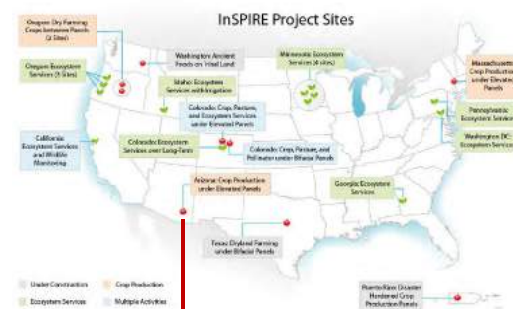 InSPIRE Project Sites
Oregon: Dry Farming
Crops between Panels
(2 Sites)
Washington: Ancient
Foods on Tribal Land
Minnesota: Ecosystem
Services (4 sites)
Massachusetts:
Crop Production
under Elevated
Panels
Oregon: Ecosystem
Services (5 Sites)
Idaho: Ecosystem
Services with Irrigation
Colorado: Crop, Pasture,
and Ecosystem Services
under Elevated Panels
Pennsylvania:
Ecosystem Services
California:
Ecosystem Services
and Wildlife
Monitoring
Colorado: Ecosystem
Services over Long-Term
Colorado: Crop, Pasture, and
Pollinator under Bifacial Panels
Washington DC:
Ecosystem Services
Arizona: Crop Production
under Elevated Panels
Georgia: Ecosystem
Services
Texas: Dryland Farming
under Bifacial Panels
Under Construction
Crop Production
Ecosystem Services
Multiple Activities
Puerto Rico: Disaster
Hardened Crop
Production Panels